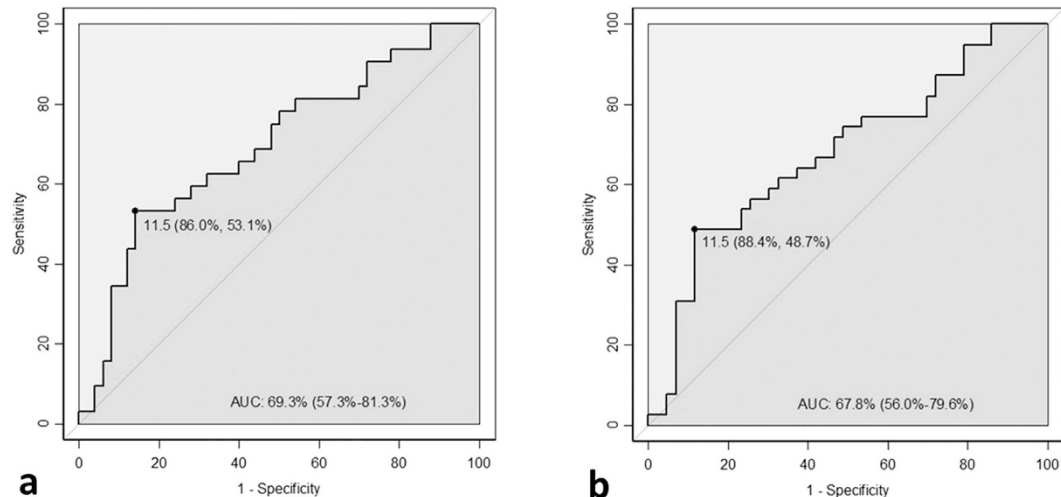 100
80
60
40
20
0
Sensitivity
11.5 (86.0%, 53.1%)
AUC: 69.3% (57.3%-81.3%)
0 20 40 60 80 100
1 - Specificity
a
100
80
60
40
20
0
Sensitivity
11.5 (88.4%, 48.7%)
AUC: 67.8% (56.0%-79.6%)
0 20 40 60 80 100
1 - Specificity
b